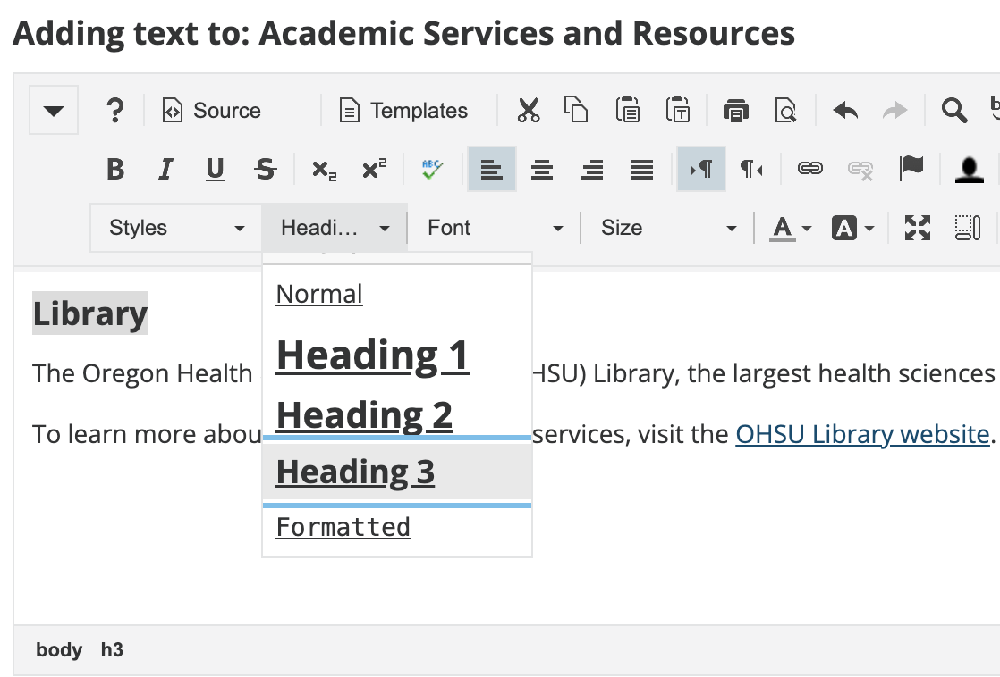 Adding text to: Academic Services and Resources
? Source Templates
B I U S x₂ x² ABC
Styles Headi... Font Size A A
Library
Normal
Heading 1
The Oregon Health HSU) Library, the largest health sciences
Heading 2
To learn more abou services, visit the OHSU Library website.
Heading 3
Formatted
body h3